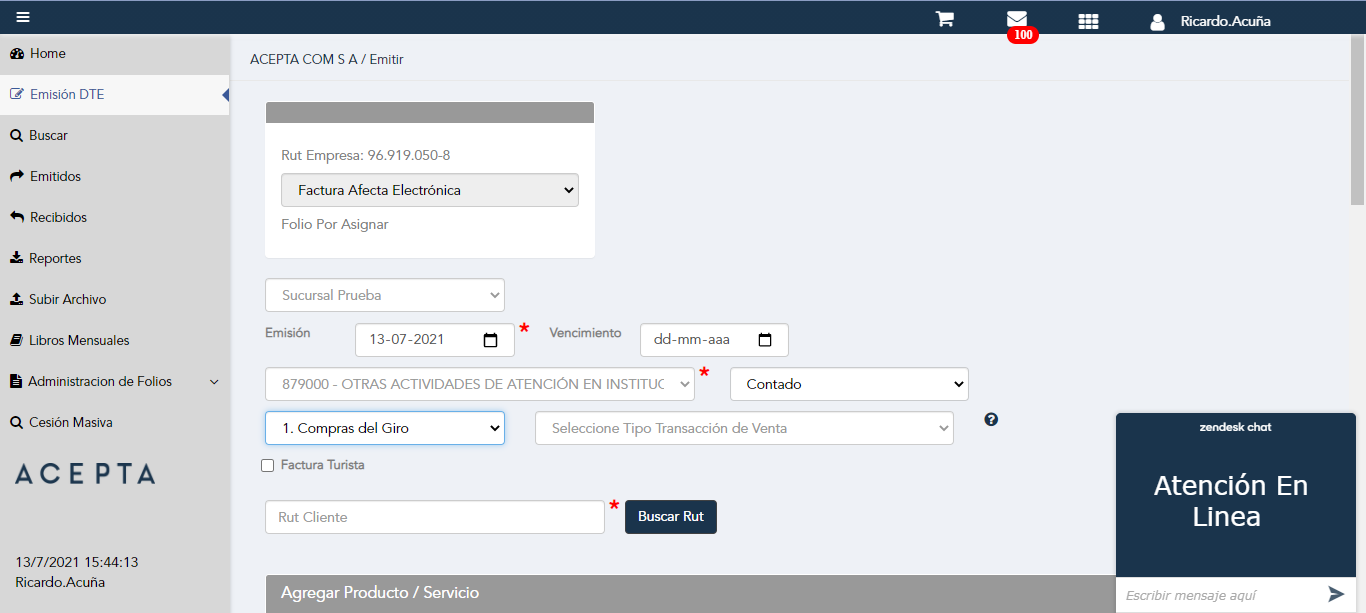 Ricardo.Acuña
100
Home
Emisión DTE
Buscar
Emitidos
Recibidos
Reportes
Subir Archivo
Libros Mensuales
Administracion de Folios
Cesión Masiva
ACEPTA
13/7/2021 15:44:13
Ricardo.Acuña
ACEPTA COM S A / Emitir
Rut Empresa: 96.919.050-8
Factura Afecta Electrónica
Folio Por Asignar
Sucursal Prueba
Emisión 13-07-2021 * Vencimiento dd-mm-aaa
879000 - OTRAS ACTIVIDADES DE ATENCIÓN EN INSTITUC * Contado
1. Compras del Giro Seleccione Tipo Transacción de Venta ?
Factura Turista
Rut Cliente * Buscar Rut
Agregar Producto / Servicio
zendesk chat
Atención En
Linea
Escribir mensaje aquí